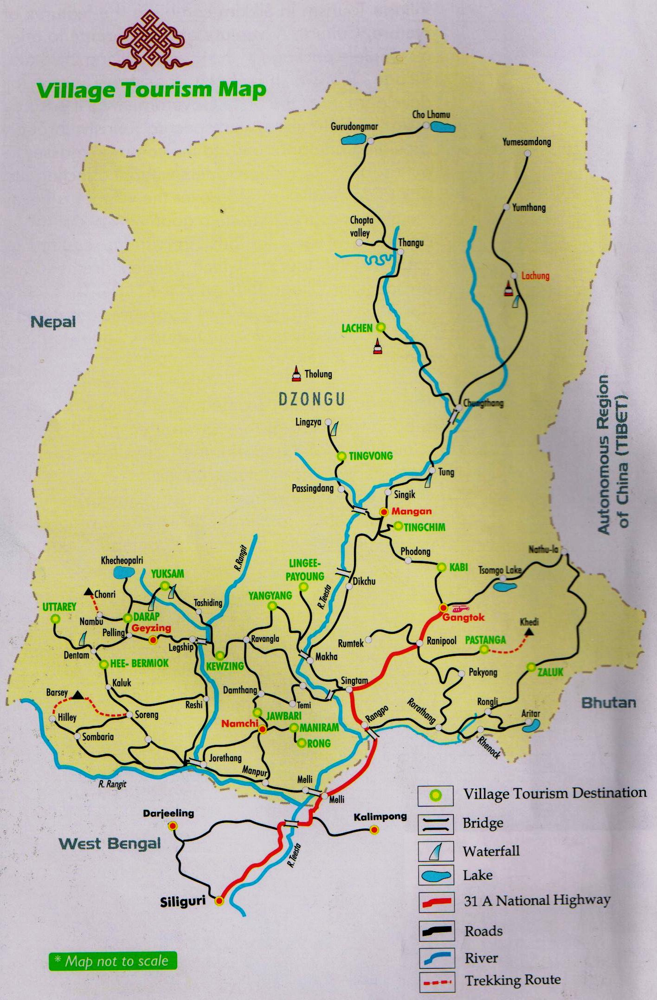 Village Tourism Map
Cho Lhamu
Gurudongmar
Yumesamdong
Yumthang
Chopta
valley
Thangu
Lachung
Nepal
LACHEN
Tholung
DZONGU
Chungthang
Autonomous Region
of China (TIBET)
Lingzya
TINGVONG
Tung
Passingdang
Singik
Mangan
TINGCHIM
Phodong
Nathu-la
R.Rangit
Khecheopalri
YUKSAM
LINGEE-
PAYOUNG
KABI
Tsomgo Lake
Dikchu
R. Teesta
Chonri
YANGYANG
UTTAREY
Tashiding
Nambu
DARAP
Geyzing
Gangtok
Khedi
Pelling
Legship
Ravangla
Rumtek
Ranipool
PASTANGA
Dentam
HEE- BERMIOK
KEWZING
Makha
Pakyong
ZALUK
Kaluk
Singtam
Barsey
Damthang
Reshi
Temi
Bhutan
Hilley
Soreng
JAWBARI
Rangpo
Rorathang
Rongli
Aritar
Namchi
MANIRAM
Sombaria
RONG
Rhenock
Jorethang
Manpur
Melli
R. Rangit
Melli
Darjeeling
Kalimpong
West Bengal
R. Teesta
Siliguri
Village Tourism Destination
Bridge
Waterfall
Lake
31 A National Highway
Roads
River
Trekking Route
* Map not to scale